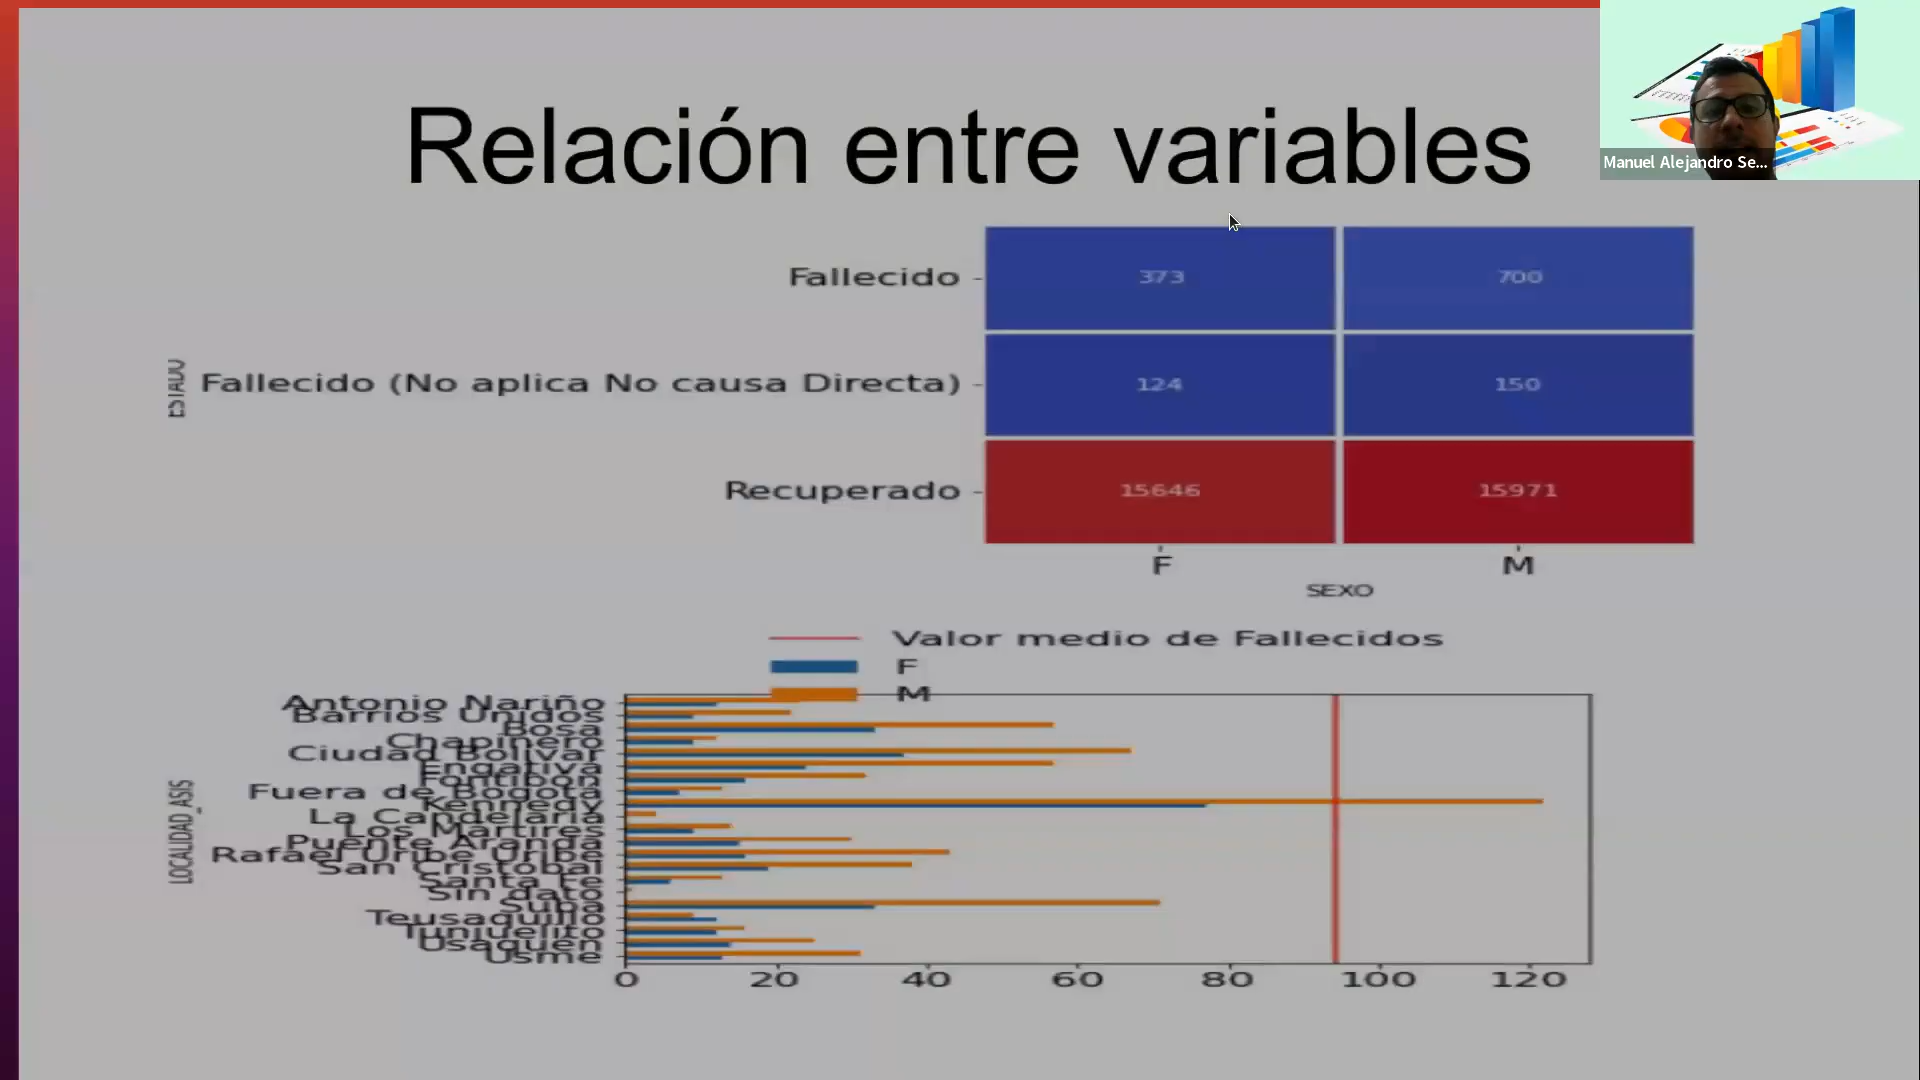 Relación entre variables
Manuel Alejandro Se...
Fallecido
373
700
ESTADO
Fallecido (No aplica No causa Directa)
124
150
Recuperado
15646
15971
F
M
SEXO
Valor medio de Fallecidos
F
M
LOCALIDAD_ASIS
Antonio Nariño
Barrios Unidos
Bosa
Chapinero
Ciudad Bolívar
Engativá
Fontibón
Fuera de Bogotá
Kennedy
La Candelaria
Los Mártires
Puente Aranda
Rafael Uribe Uribe
San Cristóbal
Santa Fe
Sin dato
Suba
Teusaquillo
Tunjuelito
Usaquén
Usme
0 20 40 60 80 100 120